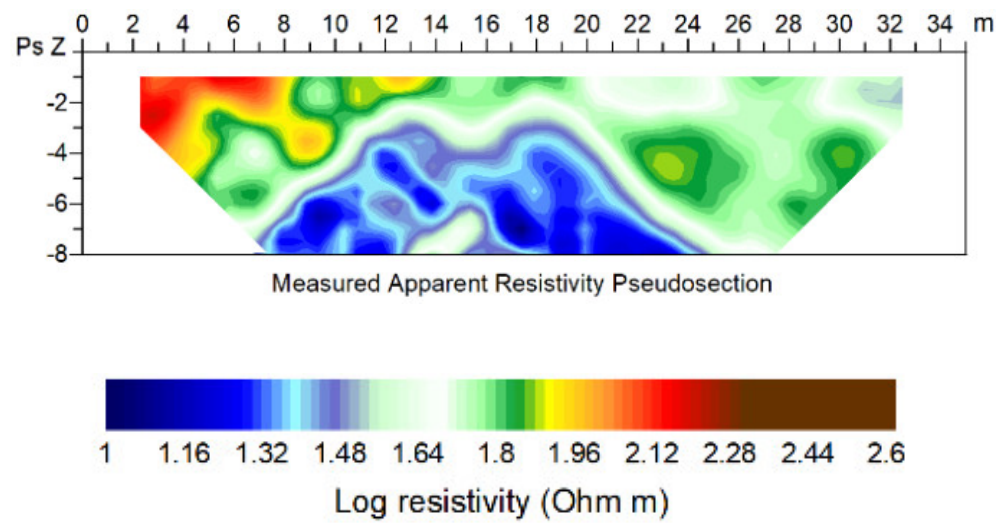 0 2 4 6 8 10 12 14 16 18 20 22 24 26 28 30 32 34 m
Ps Z
-2
-4
-6
-8
Measured Apparent Resistivity Pseudosection
1 1.16 1.32 1.48 1.64 1.8 1.96 2.12 2.28 2.44 2.6
Log resistivity (Ohm m)